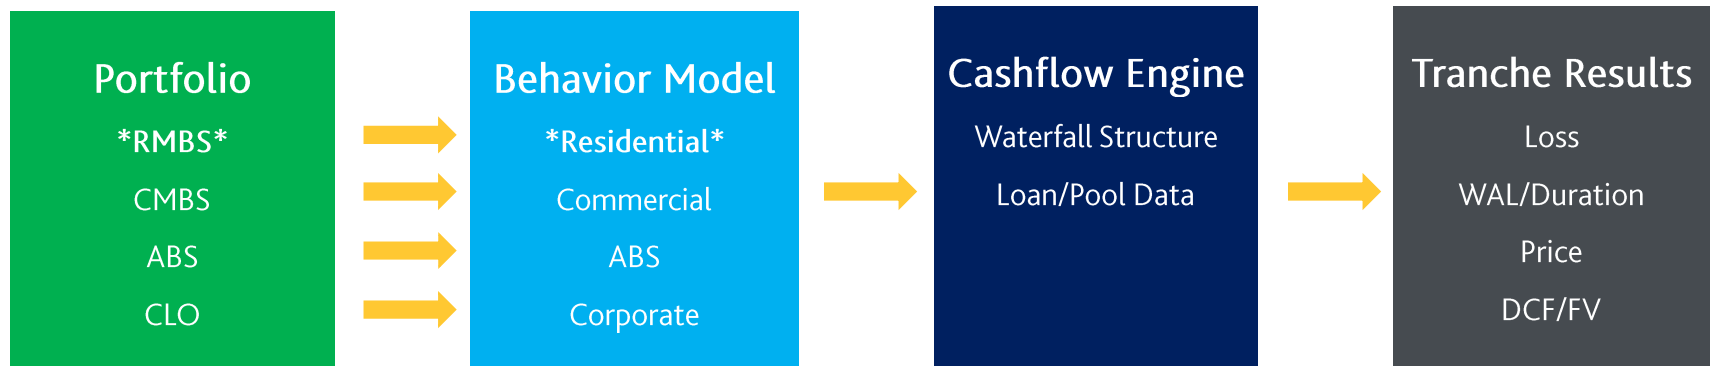 Portfolio
*RMBS*
CMBS
ABS
CLO
Behavior Model
*Residential*
Commercial
ABS
Corporate
Cashflow Engine
Waterfall Structure
Loan/Pool Data
Tranche Results
Loss
WAL/Duration
Price
DCF/FV